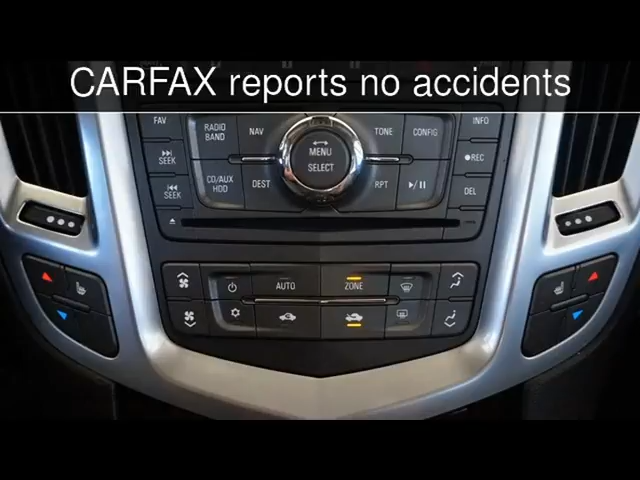 CARFAX reports no accidents
FAV
RADIO BAND
NAV
TONE
CONFIG
INFO
SEEK
MENU
SELECT
REC
SEEK
CD/AUX HDD
DEST
RPT
DEL
AUTO
ZONE